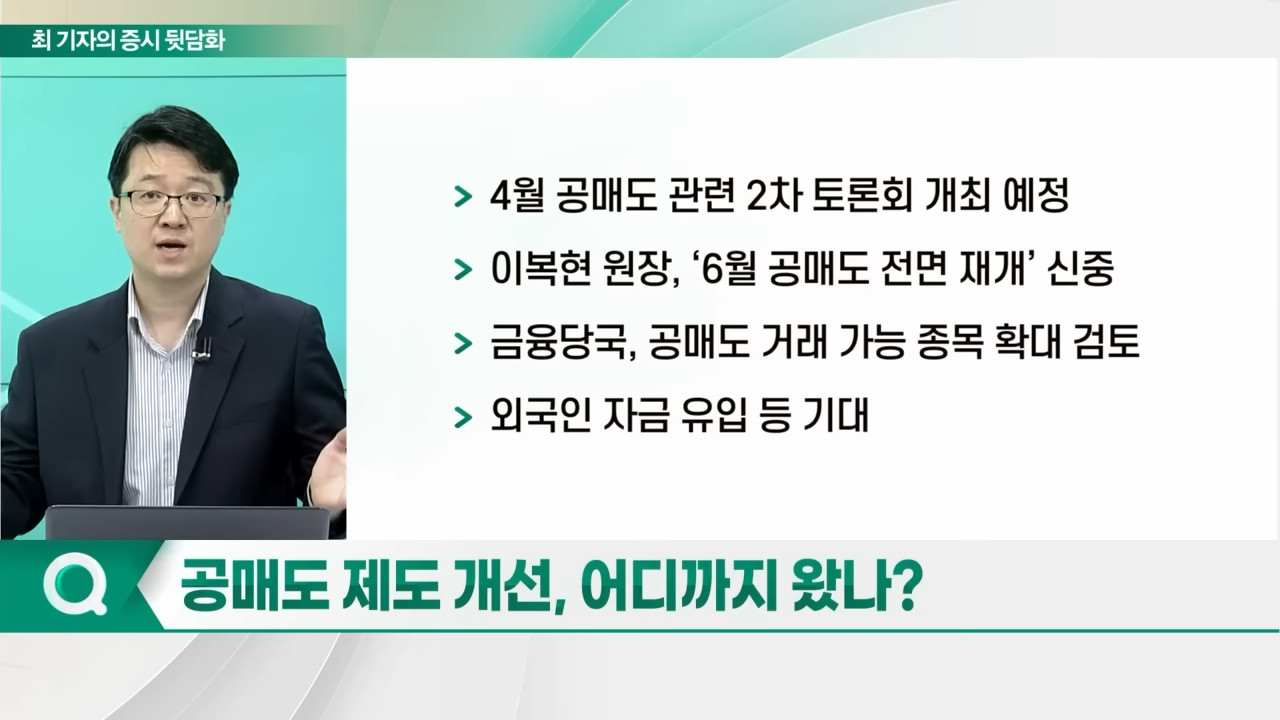 최 기자의 증시 뒷담화
> 4월 공매도 관련 2차 토론회 개최 예정
> 이복현 원장, ‘6월 공매도 전면 재개’ 신중
> 금융당국, 공매도 거래 가능 종목 확대 검토
> 외국인 자금 유입 등 기대
공매도 제도 개선, 어디까지 왔나?